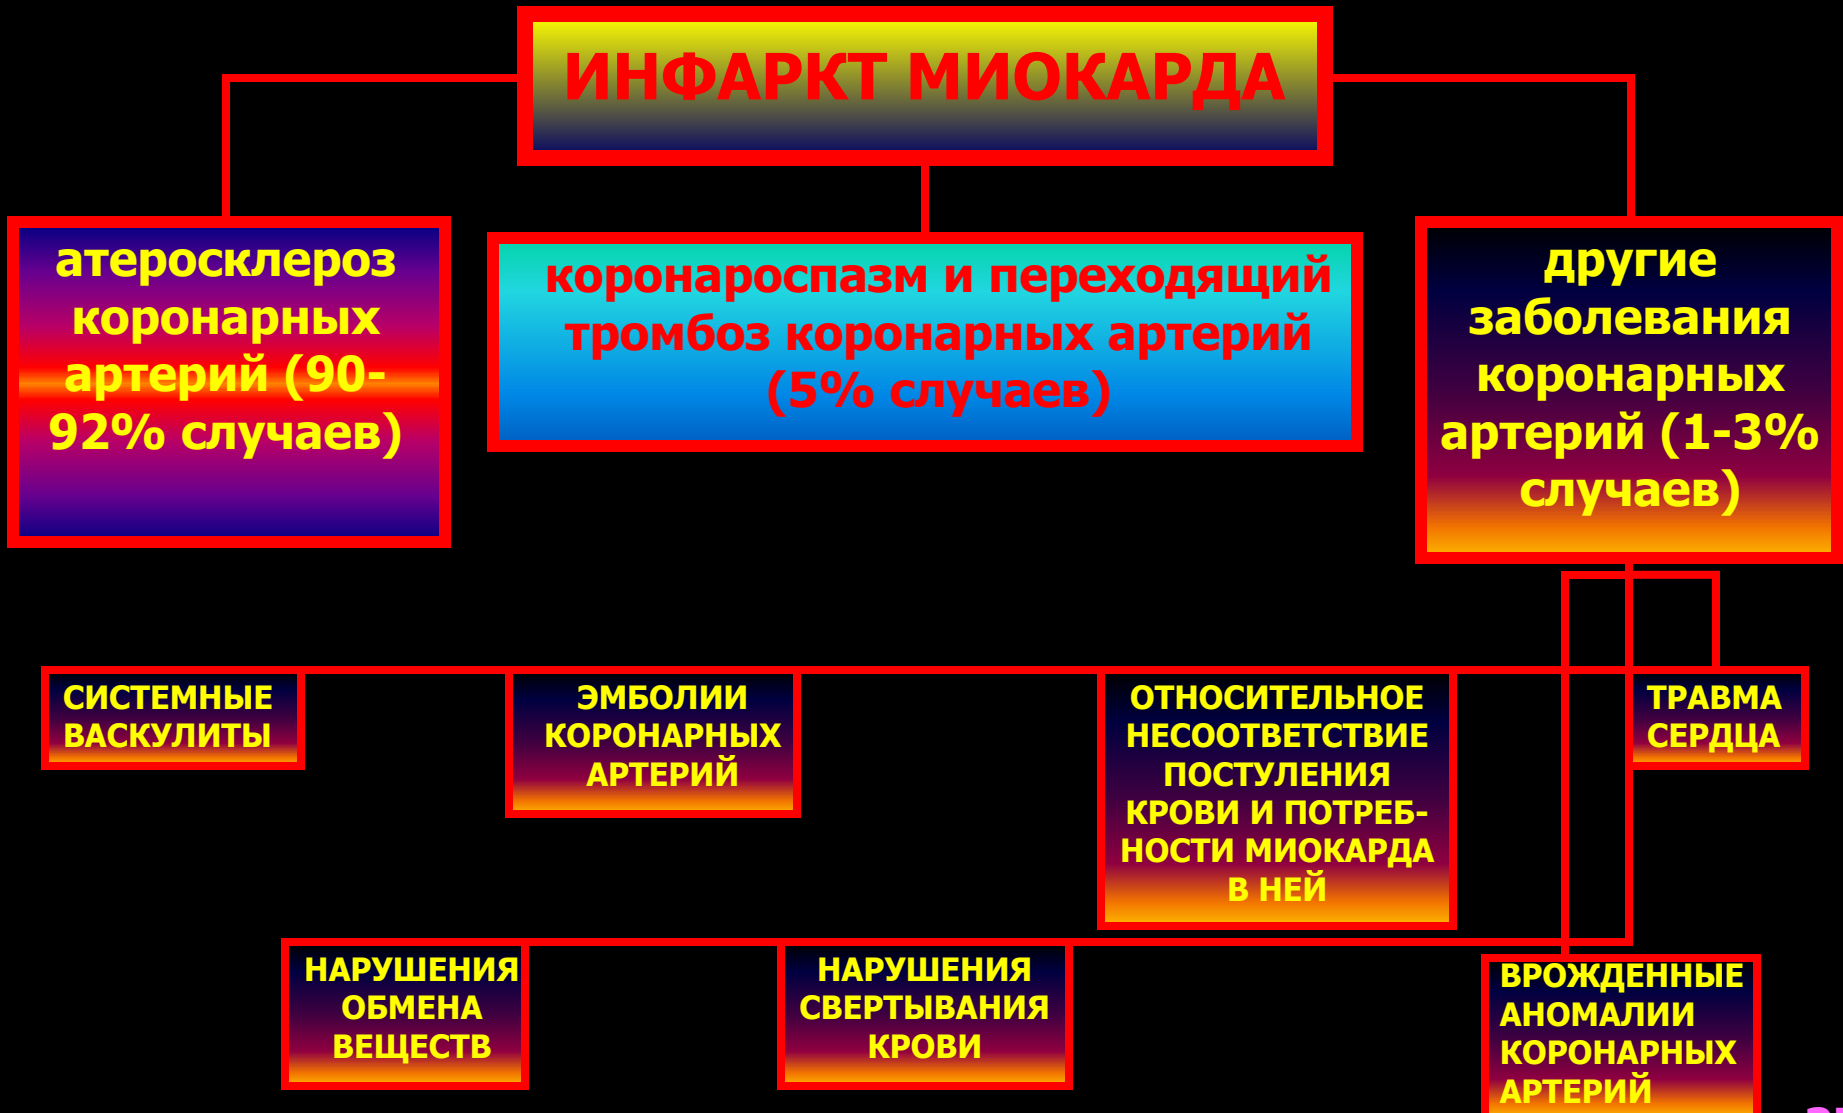 ИНФАРКТ МИОКАРДА
атеросклероз
коронарных
артерий (90-
92% случаев)
коронароспазм и переходящий
тромбоз коронарных артерий
(5% случаев)
другие
заболевания
коронарных
артерий (1-3%
случаев)
СИСТЕМНЫЕ
ВАСКУЛИТЫ
ЭМБОЛИИ
КОРОНАРНЫХ
АРТЕРИЙ
ОТНОСИТЕЛЬНОЕ
НЕСООТВЕТСТВИЕ
ПОСТУЛЕНИЯ
КРОВИ И ПОТРЕБ-
НОСТИ МИОКАРДА
В НЕЙ
ТРАВМА
СЕРДЦА
НАРУШЕНИЯ
ОБМЕНА
ВЕЩЕСТВ
НАРУШЕНИЯ
СВЕРТЫВАНИЯ
КРОВИ
ВРОЖДЕННЫЕ
АНОМАЛИИ
КОРОНАРНЫХ
АРТЕРИЙ